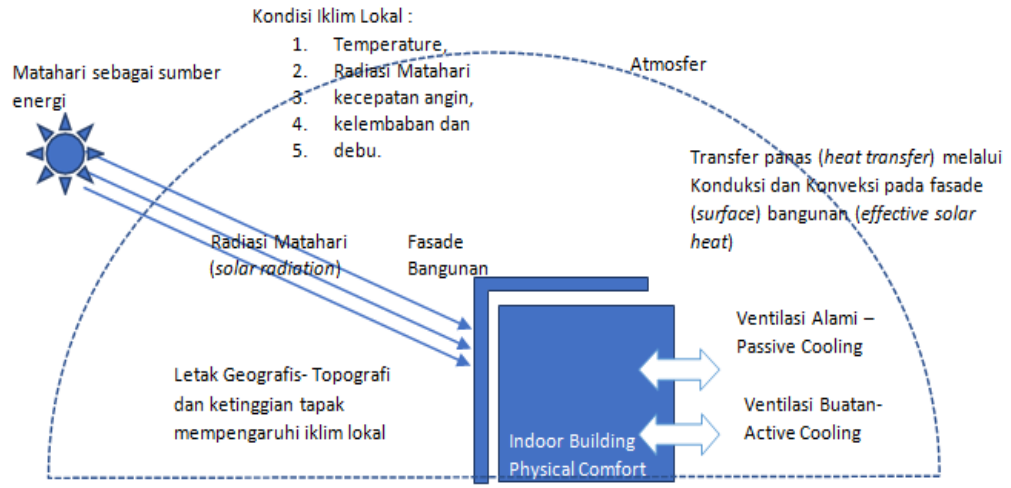 Kondisi Iklim Lokal :
1. Temperature,
2. Radiasi Matahari
3. kecepatan angin,
4. kelembaban dan
5. debu.
Matahari sebagai sumber
energi
Atmosfer
Transfer panas (heat transfer) melalui
Konduksi dan Konveksi pada fasade
(surface) bangunan (effective solar
heat)
Radiasi Matahari
(solar radiation)
Fasade
Bangunan
Ventilasi Alami –
Passive Cooling
Letak Geografis- Topografi
dan ketinggian tapak
mempengaruhi iklim lokal
Ventilasi Buatan-
Active Cooling
Indoor Building
Physical Comfort